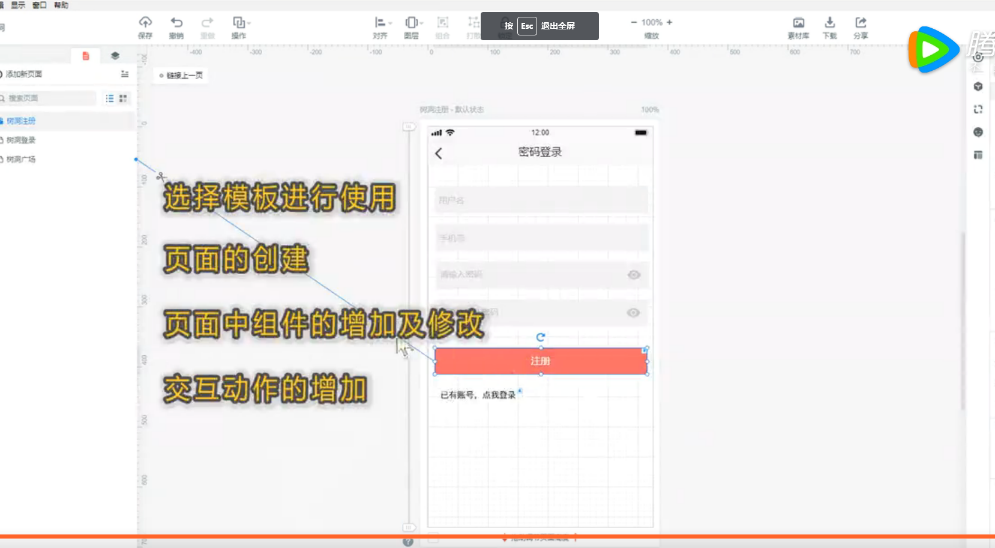 显示 窗口 帮助
按 Esc 退出全屏
保存 撤销 重做 操作 对齐 图层 组合
100%
缩放
素材库 下载 分享
腾
-400 -300 -200 -100 0 100 200 300 400 500 600 700
添加新页面
链接上一页
搜索页面
树洞注册
树洞登录
树洞广场
树洞注册 - 默认状态 100%
12:00
密码登录
用户名
手机号
请输入密码
注册
已有账号，点我登录
选择模板进行使用
页面的创建
页面中组件的增加及修改
交互动作的增加